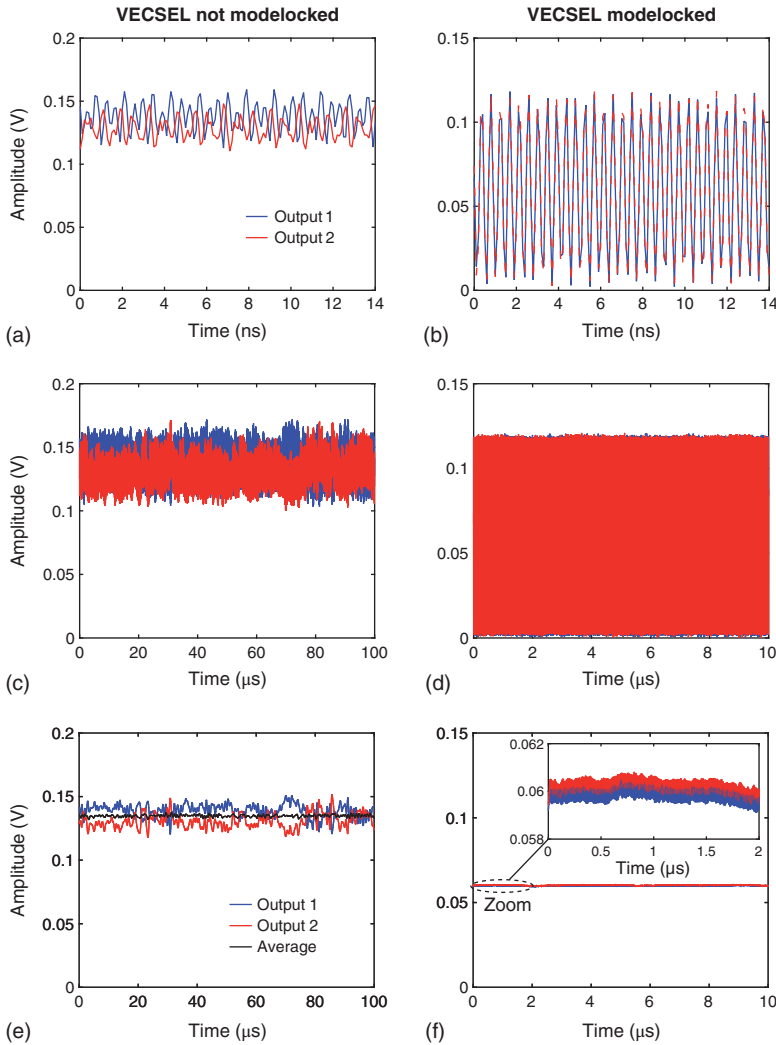 VECSEL not modelocked
VECSEL modelocked
0.2
0.15
0.1
0.05
0
Amplitude (V)
Output 1
Output 2
0 2 4 6 8 10 12 14
Time (ns)
(a)
0.15
0.1
0.05
0
0 2 4 6 8 10 12 14
Time (ns)
(b)
0.2
0.15
0.1
0.05
0
Amplitude (V)
0 20 40 60 80 100
Time (μs)
(c)
0.15
0.1
0.05
0
0 2 4 6 8 10
Time (μs)
(d)
0.2
0.15
0.1
0.05
0
Amplitude (V)
Output 1
Output 2
Average
0 20 40 60 80 100
Time (μs)
(e)
0.15
0.1
0.05
0
0.062
0.06
0.058
0 0.5 1 1.5 2
Time (μs)
Zoom
0 2 4 6 8 10
Time (μs)
(f)